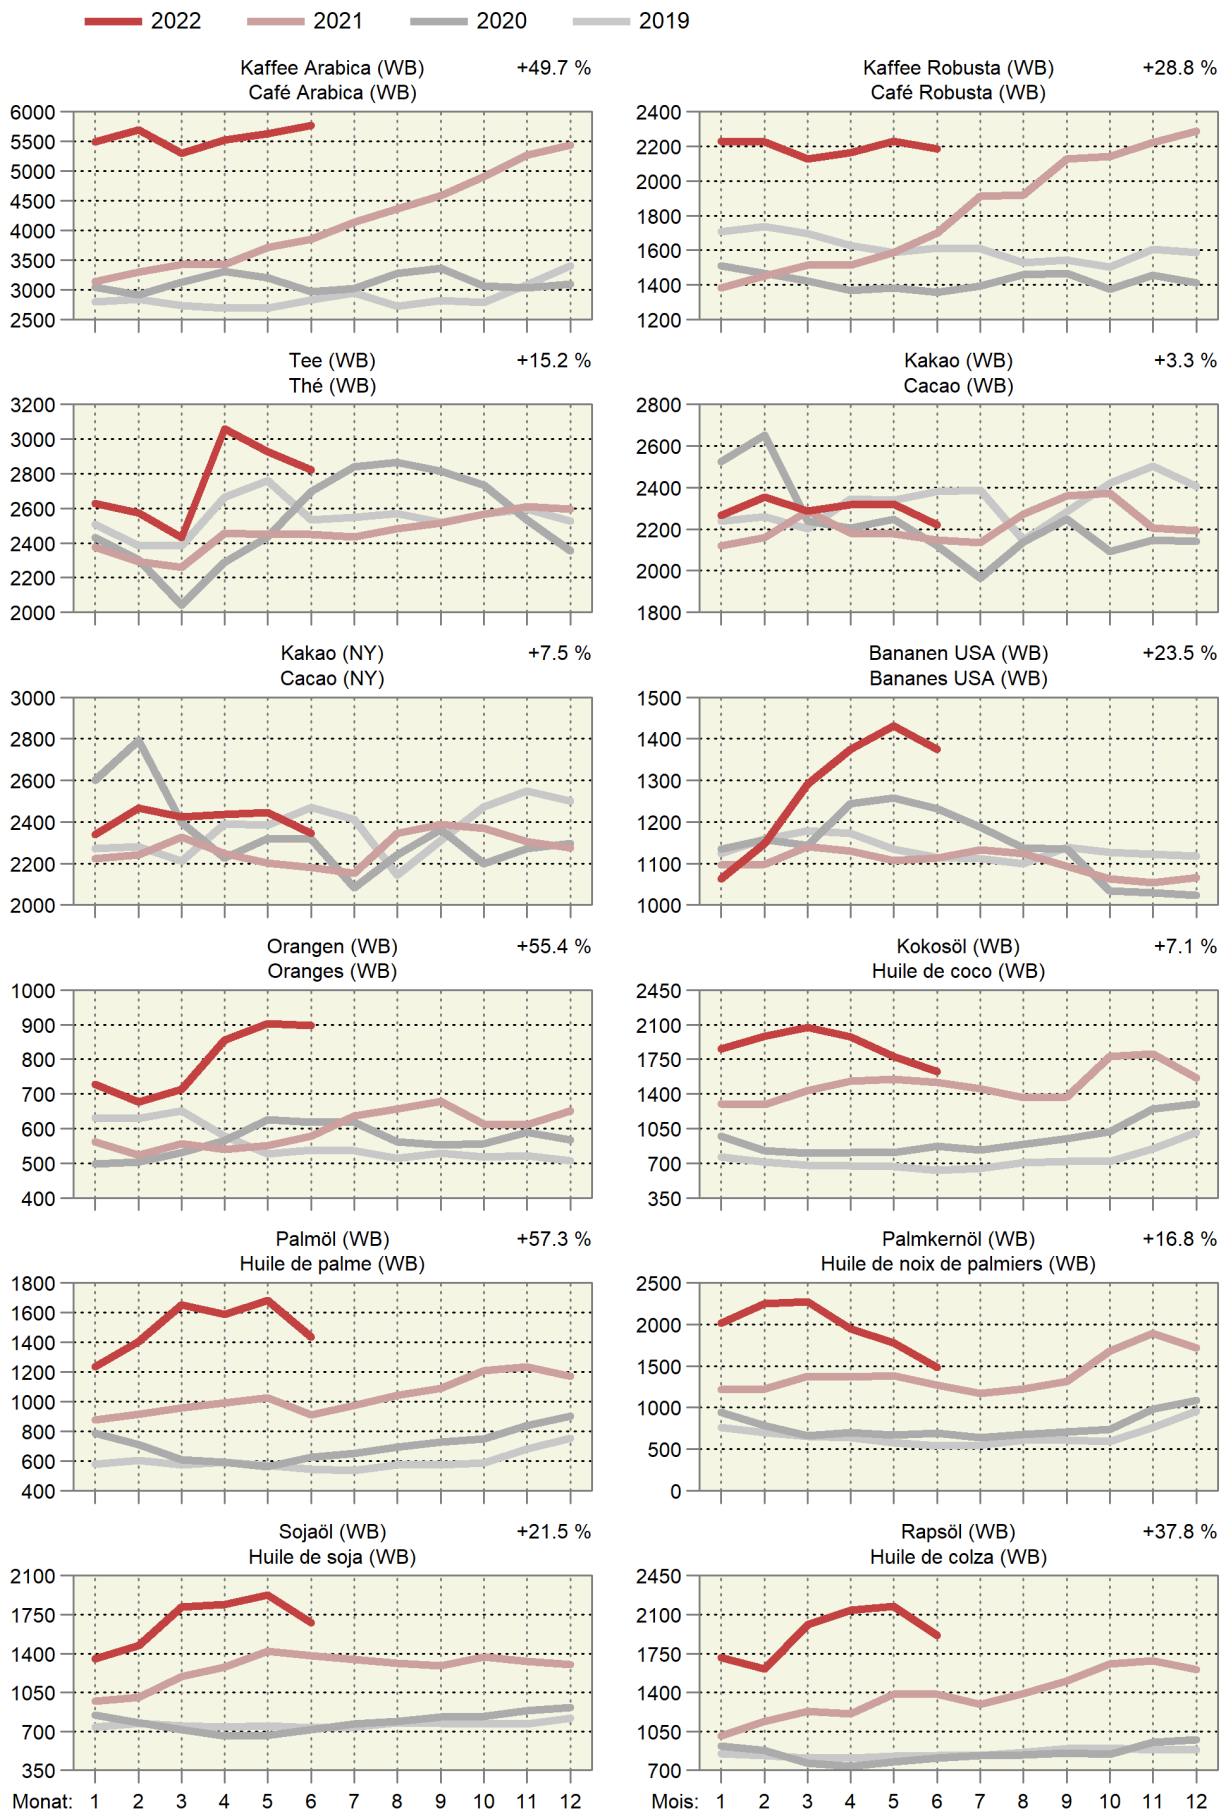 2022 2021 2020 2019
Kaffee Arabica (WB) +49.7 %
Café Arabica (WB)
6000
5500
5000
4500
4000
3500
3000
2500
Kaffee Robusta (WB) +28.8 %
Café Robusta (WB)
2400
2200
2000
1800
1600
1400
1200
Tee (WB) +15.2 %
Thé (WB)
3200
3000
2800
2600
2400
2200
2000
Kakao (WB) +3.3 %
Cacao (WB)
2800
2600
2400
2200
2000
1800
Kakao (NY) +7.5 %
Cacao (NY)
3000
2800
2600
2400
2200
2000
Bananen USA (WB) +23.5 %
Bananes USA (WB)
1500
1400
1300
1200
1100
1000
Orangen (WB) +55.4 %
Oranges (WB)
1000
900
800
700
600
500
400
Kokosöl (WB) +7.1 %
Huile de coco (WB)
2450
2100
1750
1400
1050
700
350
Palmöl (WB) +57.3 %
Huile de palme (WB)
1800
1600
1400
1200
1000
800
600
400
Palmkernöl (WB) +16.8 %
Huile de noix de palmiers (WB)
2500
2000
1500
1000
500
0
Sojaöl (WB) +21.5 %
Huile de soja (WB)
2100
1750
1400
1050
700
350
Monat: 1 2 3 4 5 6 7 8 9 10 11 12
Rapsöl (WB) +37.8 %
Huile de colza (WB)
2450
2100
1750
1400
1050
700
Mois: 1 2 3 4 5 6 7 8 9 10 11 12